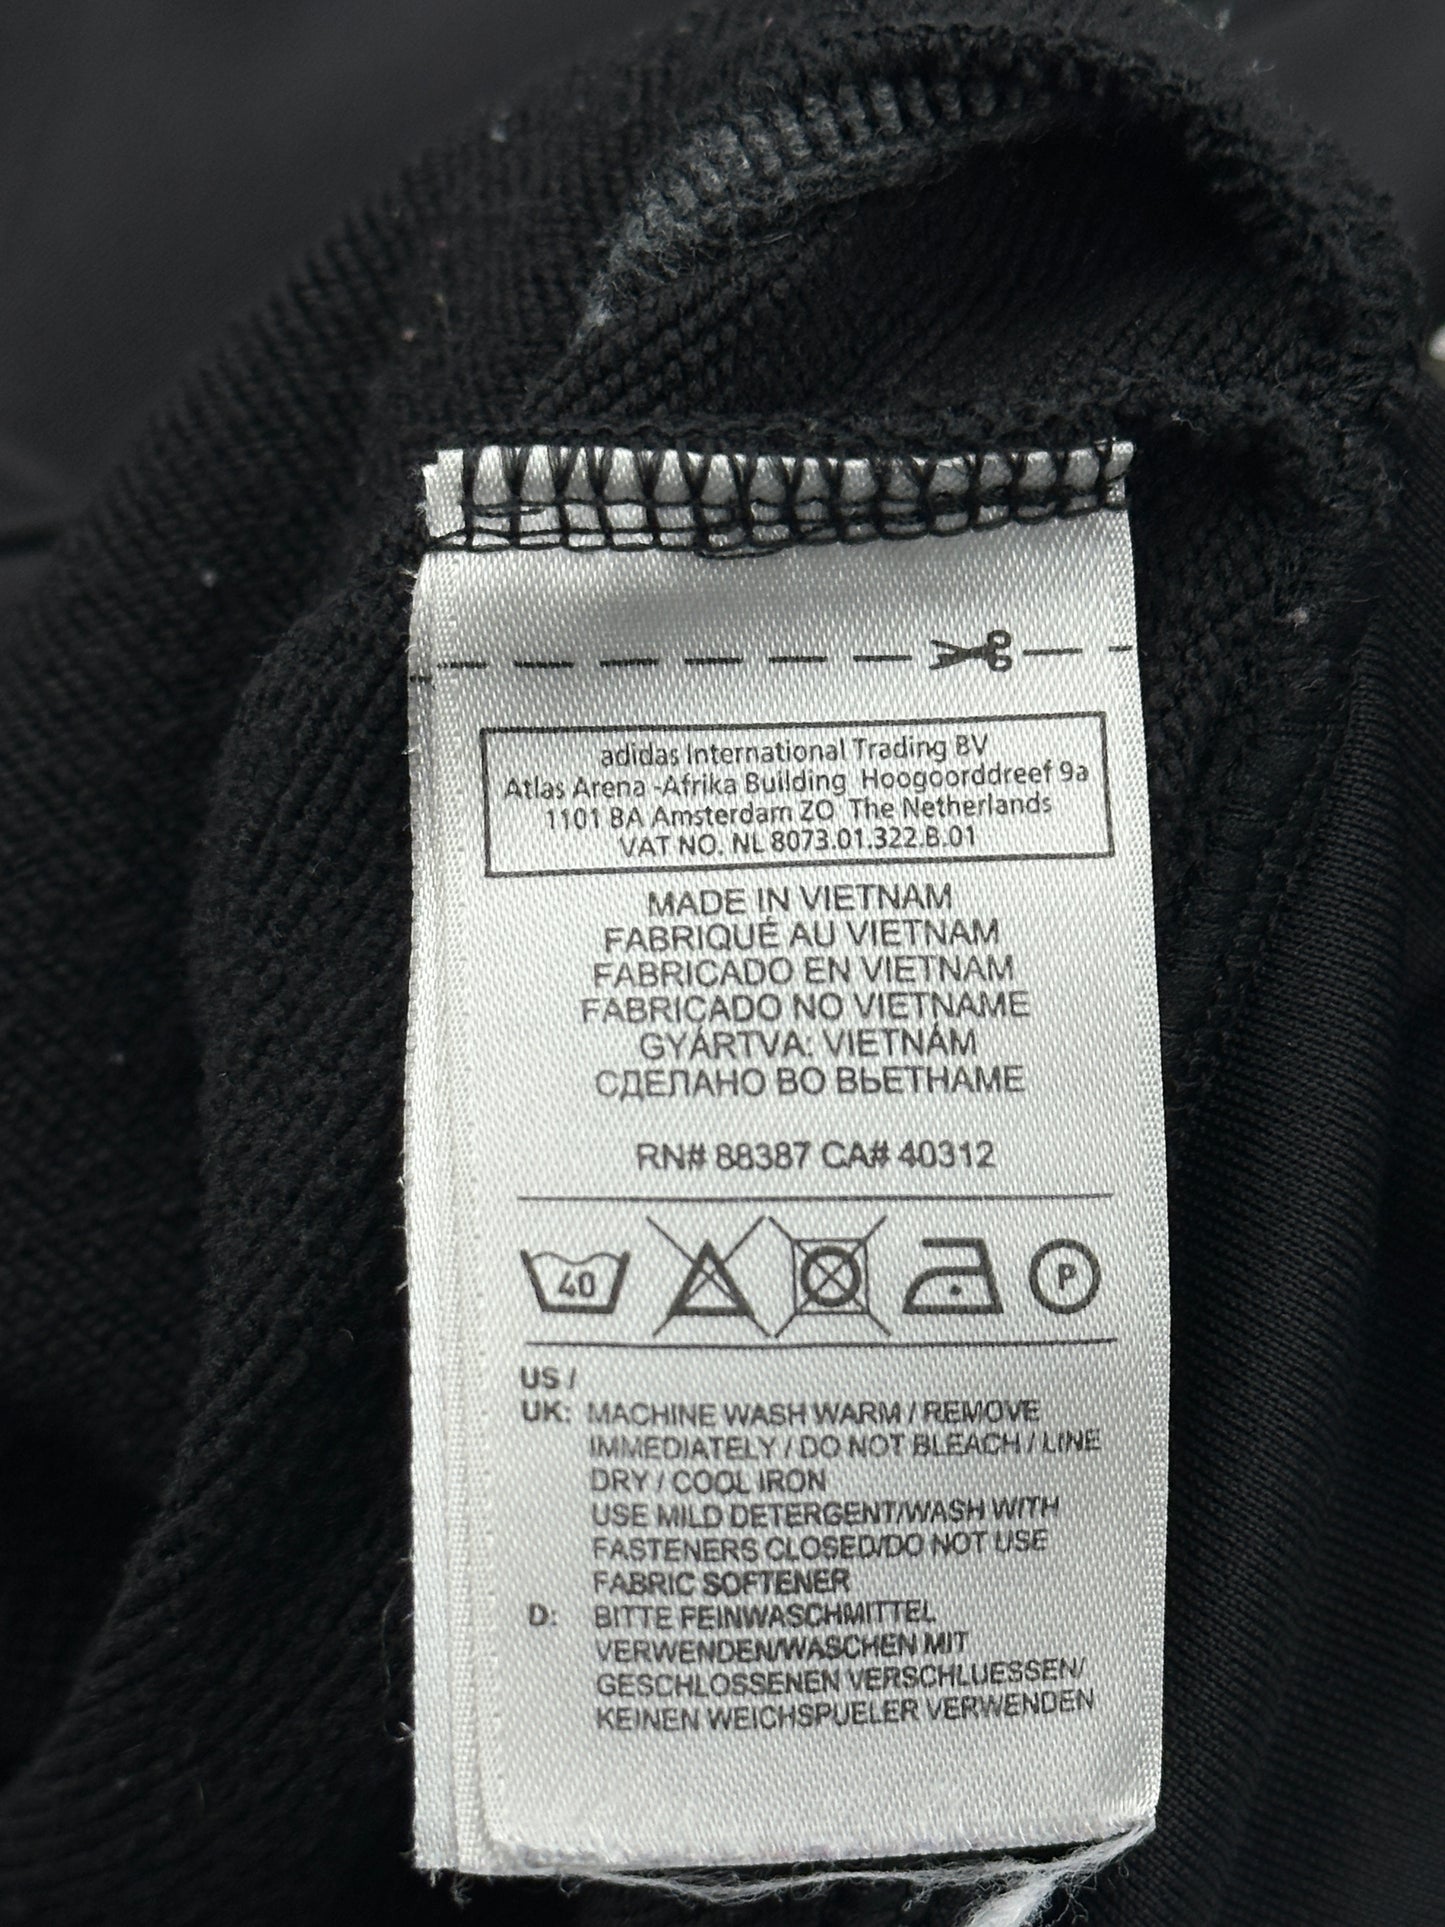 adidas International Trading BV
Atlas Arena -Afrika Building Hoogoorddreef 9a
1101 BA Amsterdam ZO The Netherlands
VAT NO. NL 8073.01.322.B.01
MADE IN VIETNAM
FABRIQUÉ AU VIETNAM
FABRICADO EN VIETNAM
FABRICADO NO VIETNAME
GYÁRTVA: VIETNÁM
СДЕЛАНО ВО ВЬЕТНАМЕ
RN# 88387 CA# 40312
40 P
US /
UK: MACHINE WASH WARM / REMOVE
IMMEDIATELY / DO NOT BLEACH / LINE
DRY / COOL IRON
USE MILD DETERGENT/WASH WITH
FASTENERS CLOSED/DO NOT USE
FABRIC SOFTENER
D: BITTE FEINWASCHMITTEL
VERWENDEN/WASCHEN MIT
GESCHLOSSENEN VERSCHLUESSEN/
KEINEN WEICHSPUELER VERWENDEN